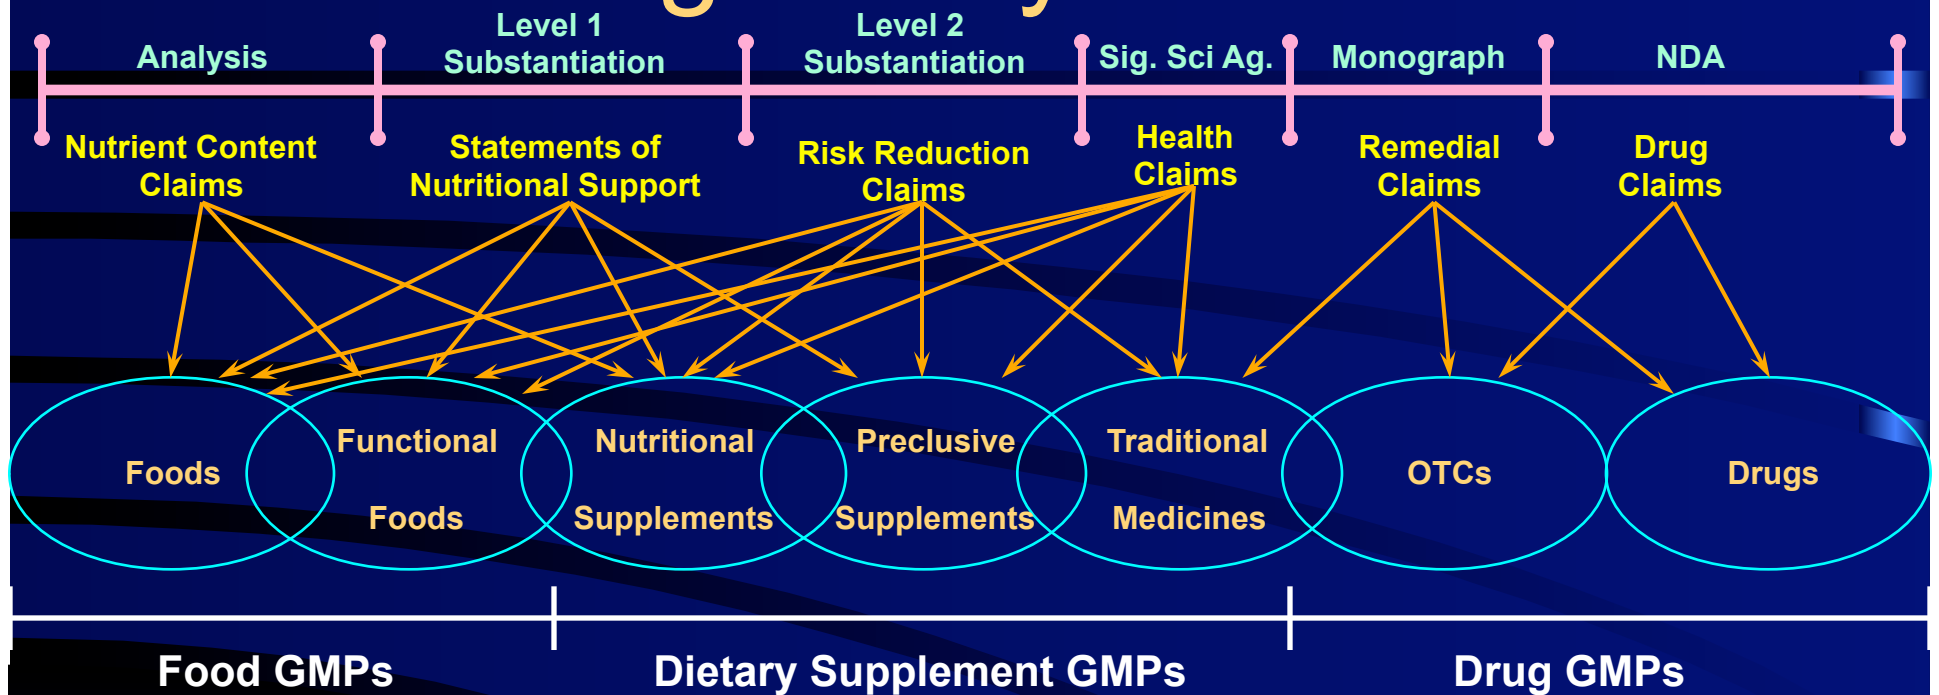 Level 1
Level 2
Analysis
Substantiation
Substantiation
Sig. Sci Ag.
Monograph
NDA
Nutrient Content
Claims
Statements of
Nutritional Support
Risk Reduction
Claims
Health
Claims
Remedial
Claims
Drug
Claims
Foods
Functional
Foods
Nutritional
Supplements
Preclusive
Supplements
Traditional
Medicines
OTCs
Drugs
Food GMPs
Dietary Supplement GMPs
Drug GMPs